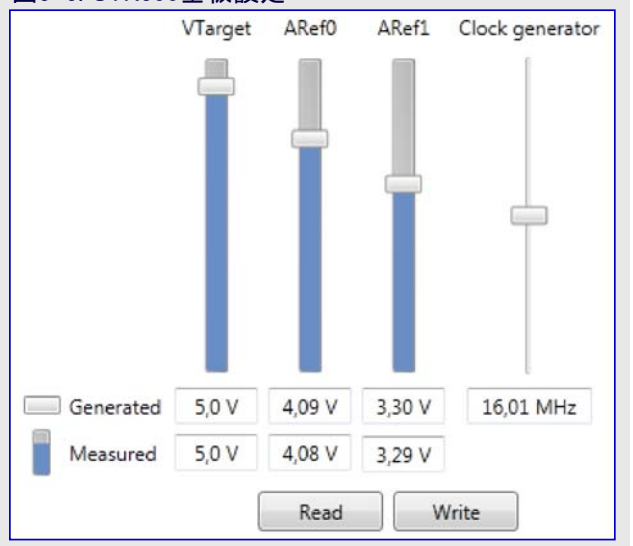 VTarget ARef0 ARef1 Clock generator
Generated 5,0 V 4,09 V 3,30 V 16,01 MHz
Measured 5,0 V 4,08 V 3,29 V
Read Write